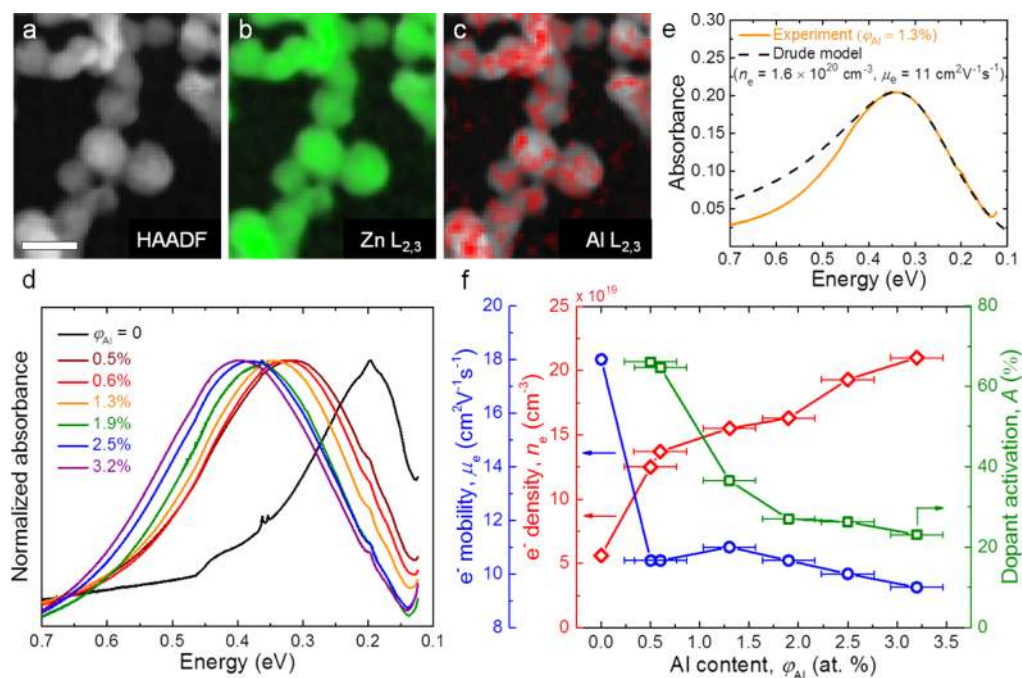 a
HAADF
b
Zn L2,3
c
Al L2,3
e
Experiment (φAl = 1.3%)
Drude model
(ne = 1.6 × 10^20 cm^-3, μe = 11 cm^2V^-1s^-1)
0.30
0.25
0.20
0.15
0.10
0.05
Absorbance
0.7 0.6 0.5 0.4 0.3 0.2 0.1
Energy (eV)
d
φAl = 0
0.5%
0.6%
1.3%
1.9%
2.5%
3.2%
Normalized absorbance
0.7 0.6 0.5 0.4 0.3 0.2 0.1
Energy (eV)
f
20
18
16
14
12
10
8
e- mobility, μe (cm^2V^-1s^-1)
x 10^19
25
20
15
10
5
0
e- density, ne (cm^-3)
80
60
40
20
0
Dopant activation, A (%)
0.0 0.5 1.0 1.5 2.0 2.5 3.0 3.5
Al content, φAl (at. %)